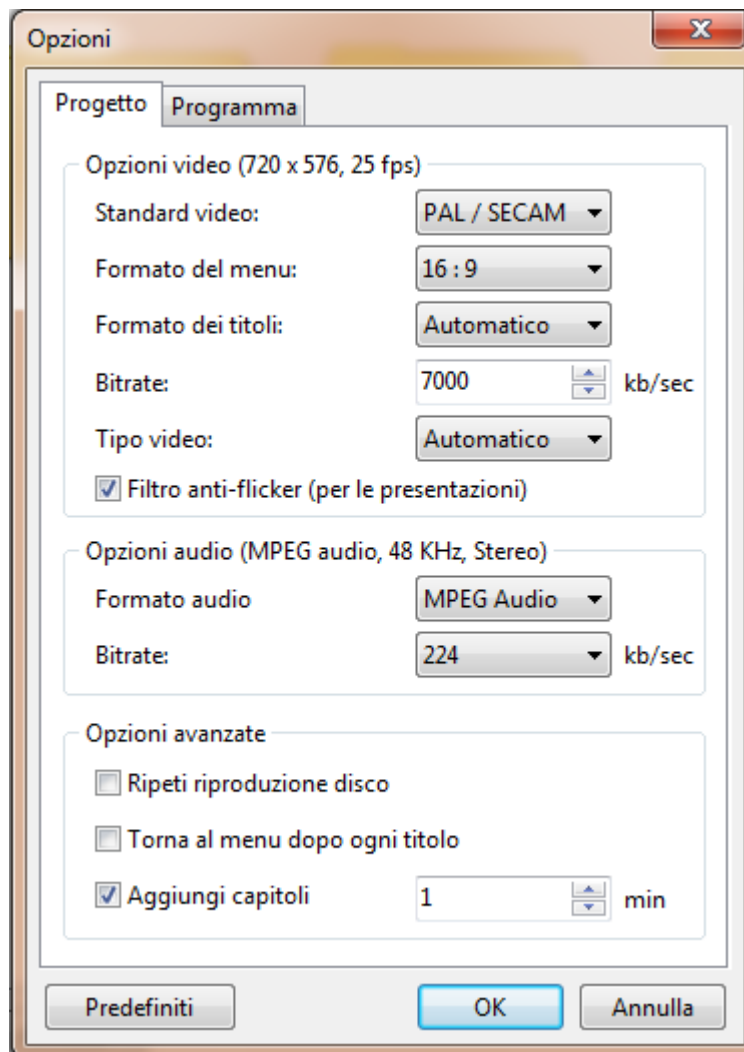 Opzioni
Progetto Programma
Opzioni video (720 x 576, 25 fps)
Standard video: PAL / SECAM
Formato del menu: 16 : 9
Formato dei titoli: Automatico
Bitrate: 7000 kb/sec
Tipo video: Automatico
Filtro anti-flicker (per le presentazioni)
Opzioni audio (MPEG audio, 48 KHz, Stereo)
Formato audio MPEG Audio
Bitrate: 224 kb/sec
Opzioni avanzate
Ripeti riproduzione disco
Torna al menu dopo ogni titolo
Aggiungi capitoli 1 min
Predefiniti OK Annulla